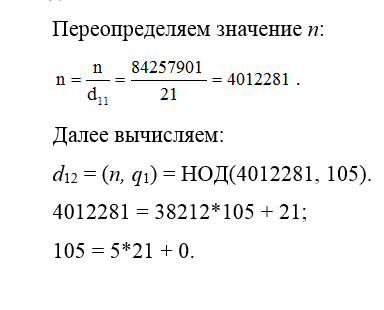 Переопределяем значение n:
n = n/d₁₁ = 84257901/21 = 4012281 .
Далее вычисляем:
d₁₂ = (n, q₁) = НОД(4012281, 105).
4012281 = 38212*105 + 21;
105 = 5*21 + 0.